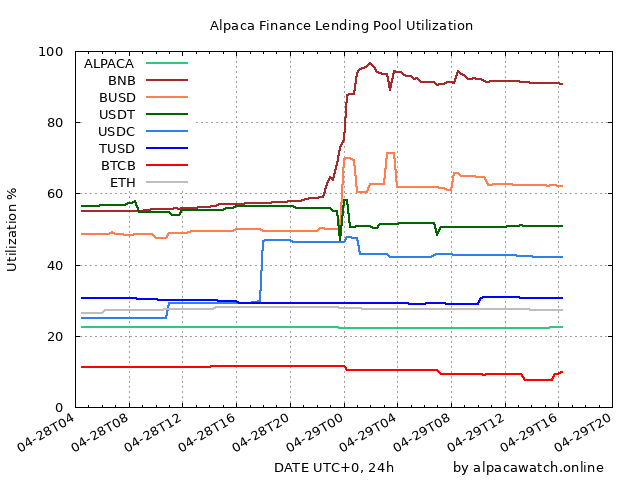 Alpaca Finance Lending Pool Utilization
Utilization %
100
80
60
40
20
0
ALPACA
BNB
BUSD
USDT
USDC
TUSD
BTCB
ETH
04-28T04
04-28T08
04-28T12
04-28T16
04-28T20
04-29T00
04-29T04
04-29T08
04-29T12
04-29T16
04-29T20
DATE UTC+0, 24h
by alpacawatch.online